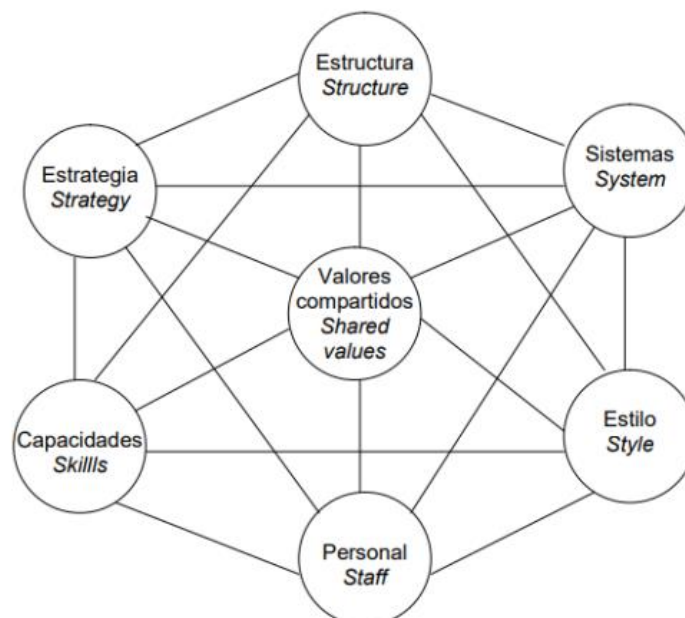 Estructura
Structure
Sistemas
System
Estrategia
Strategy
Valores
compartidos
Shared
values
Capacidades
Skillls
Estilo
Style
Personal
Staff